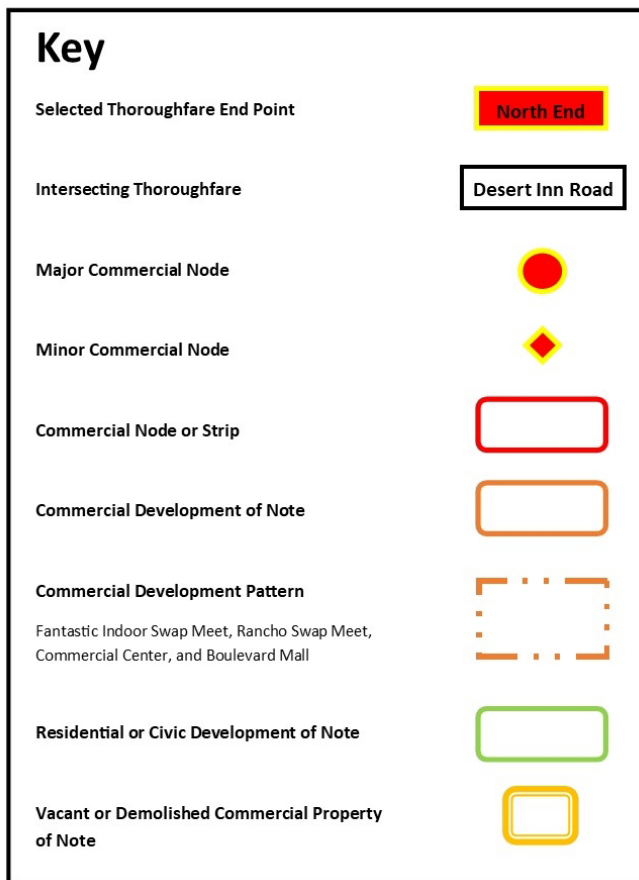 Key
Selected Thoroughfare End Point
North End
Intersecting Thoroughfare
Desert Inn Road
Major Commercial Node
Minor Commercial Node
Commercial Node or Strip
Commercial Development of Note
Commercial Development Pattern
Fantastic Indoor Swap Meet, Rancho Swap Meet,
Commercial Center, and Boulevard Mall
Residential or Civic Development of Note
Vacant or Demolished Commercial Property
of Note